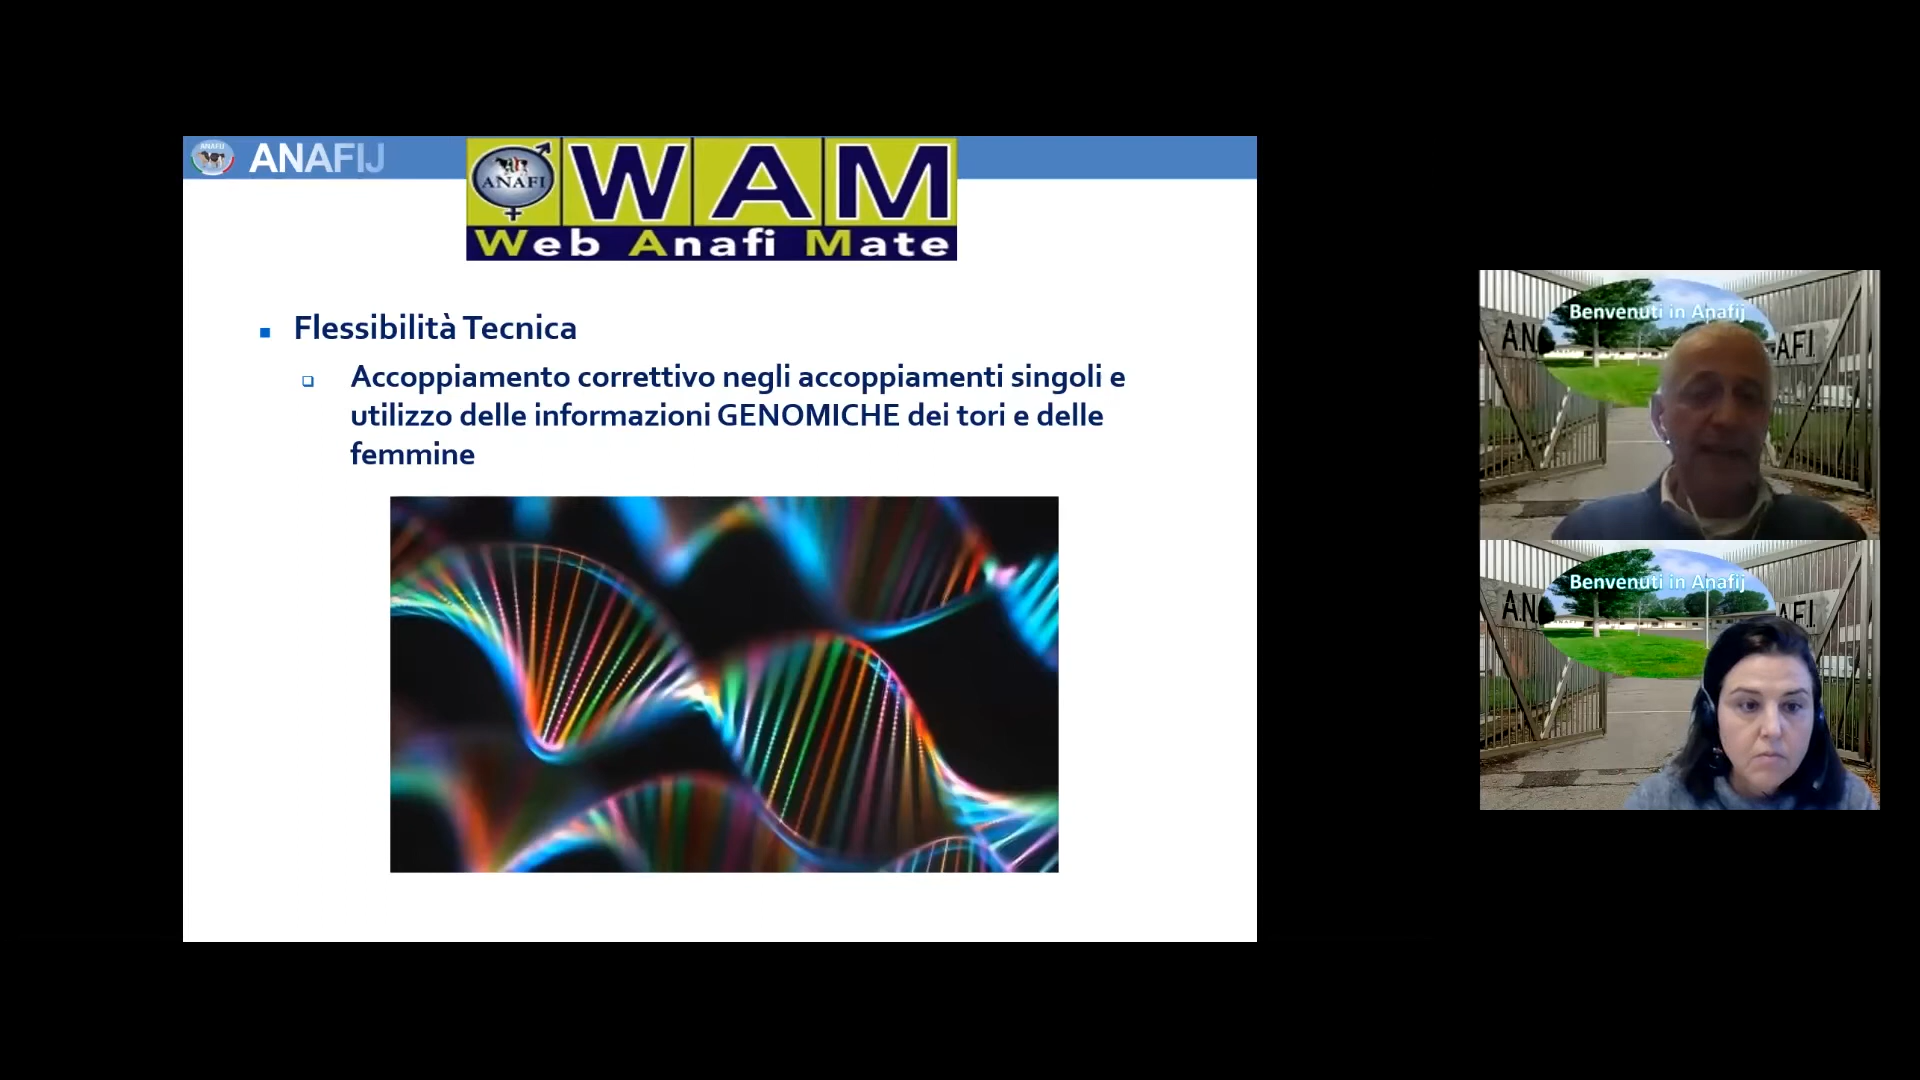 ANAFIJ
ANAFIJ
ANAFI
WAM
Web Anafi Mate
Flessibilità Tecnica
Accoppiamento correttivo negli accoppiamenti singoli e
utilizzo delle informazioni GENOMICHE dei tori e delle
femmine
Benvenuti in Anafij
A.N.
A.F.I.
Benvenuti in Anafij
A.N.
A.F.I.